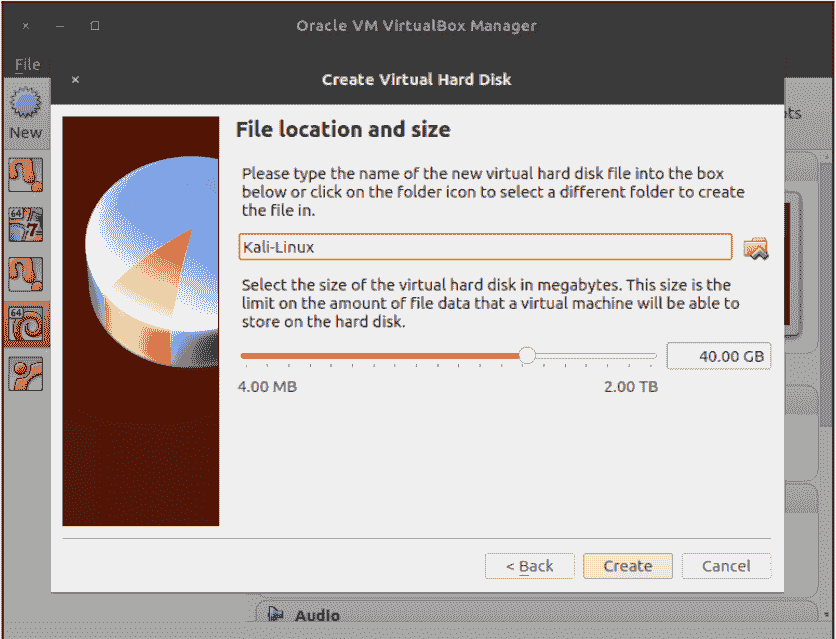 Oracle VM VirtualBox Manager
File
Create Virtual Hard Disk
New
ots
64
7
64
File location and size
Please type the name of the new virtual hard disk file into the box
below or click on the folder icon to select a different folder to create
the file in.
Kali-Linux
Select the size of the virtual hard disk in megabytes. This size is the
limit on the amount of file data that a virtual machine will be able to
store on the hard disk.
40.00 GB
4.00 MB 2.00 TB
< Back Create Cancel
Audio